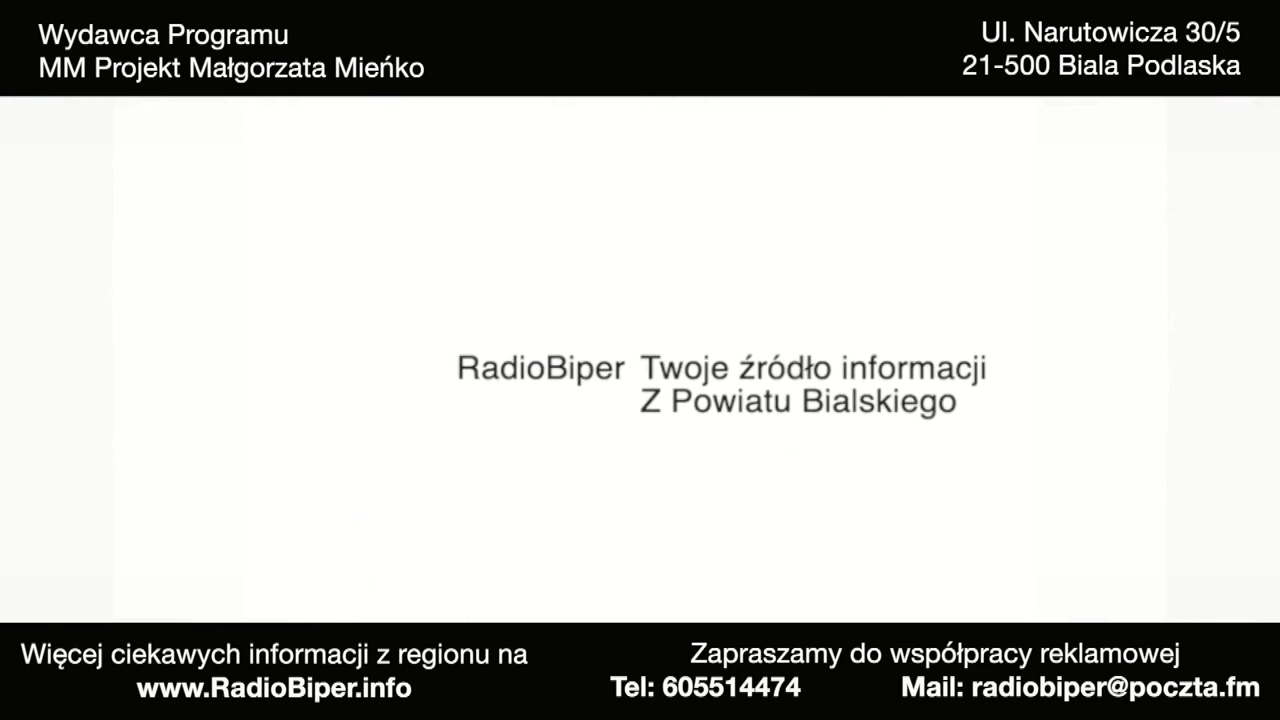 Wydawca Programu
MM Projekt Małgorzata Mieńko
Ul. Narutowicza 30/5
21-500 Biala Podlaska
RadioBiper Twoje źródło informacji
Z Powiatu Bialskiego
Więcej ciekawych informacji z regionu na
www.RadioBiper.info
Zapraszamy do współpracy reklamowej
Tel: 605514474 Mail: radiobiper@poczta.fm